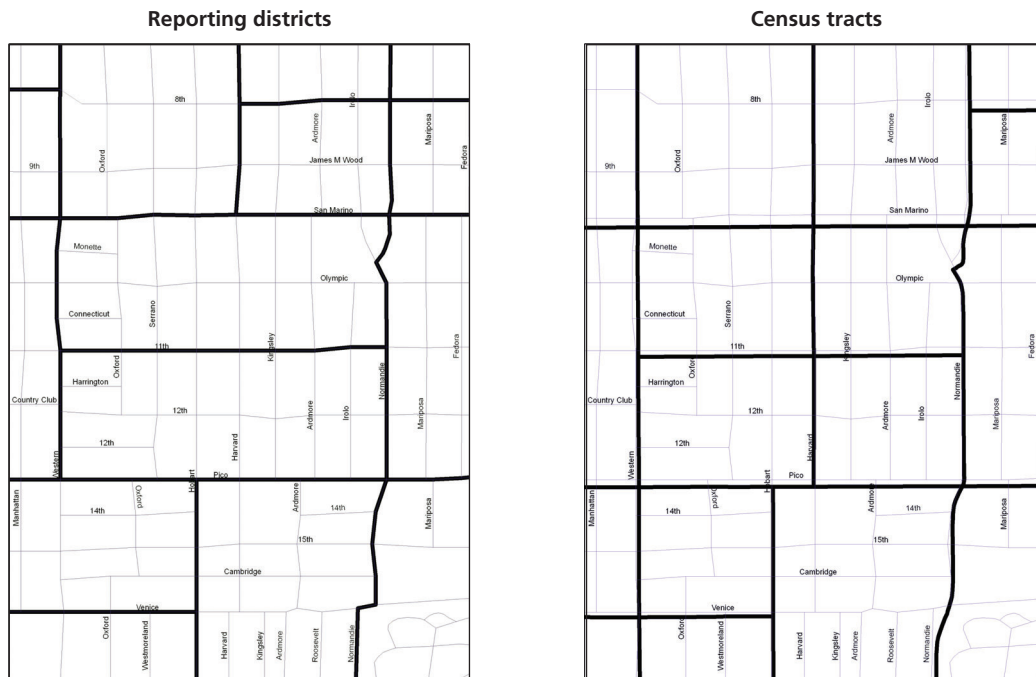 Reporting districts
8th
Irolo
Ardmore
Mariposa
Oxford
9th
James M Wood
Fedora
San Marino
Monette
Olympic
Connecticut
Serrano
Kingsley
11th
Fedora
Oxford
Harrington
Normandie
Country Club
12th
Ardmore
Irolo
Mariposa
12th
Harvard
Western
Pico
Hobart
Manhattan
Oxford
14th
Ardmore
14th
Mariposa
15th
Cambridge
Venice
Oxford
Westmoreland
Harvard
Kingsley
Ardmore
Roosevelt
Normandie
Census tracts
8th
Irolo
Ardmore
Mariposa
Oxford
9th
James M Wood
San Marino
Monette
Olympic
Connecticut
Serrano
11th
Kingsley
Oxford
Harrington
Normandie
Country Club
12th
Ardmore
Irolo
Mariposa
12th
Harvard
Western
Pico
Hobart
Manhattan
Oxford
14th
Ardmore
14th
Mariposa
15th
Cambridge
Venice
Oxford
Westmoreland
Harvard
Kingsley
Ardmore
Roosevelt
Normandie